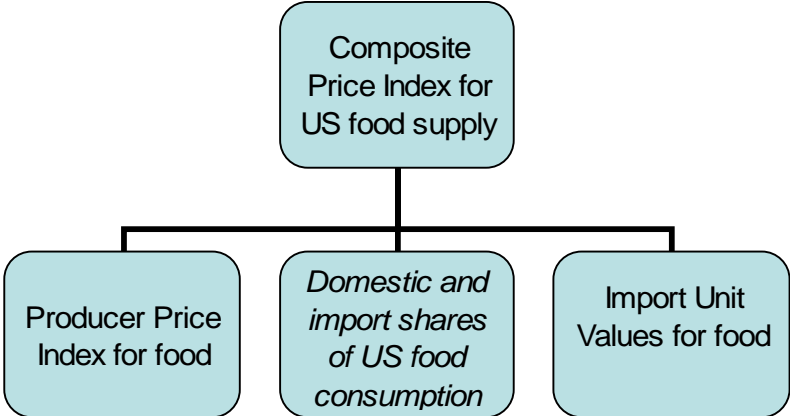 Composite
Price Index for
US food supply
Producer Price
Index for food
Domestic and
import shares
of US food
consumption
Import Unit
Values for food